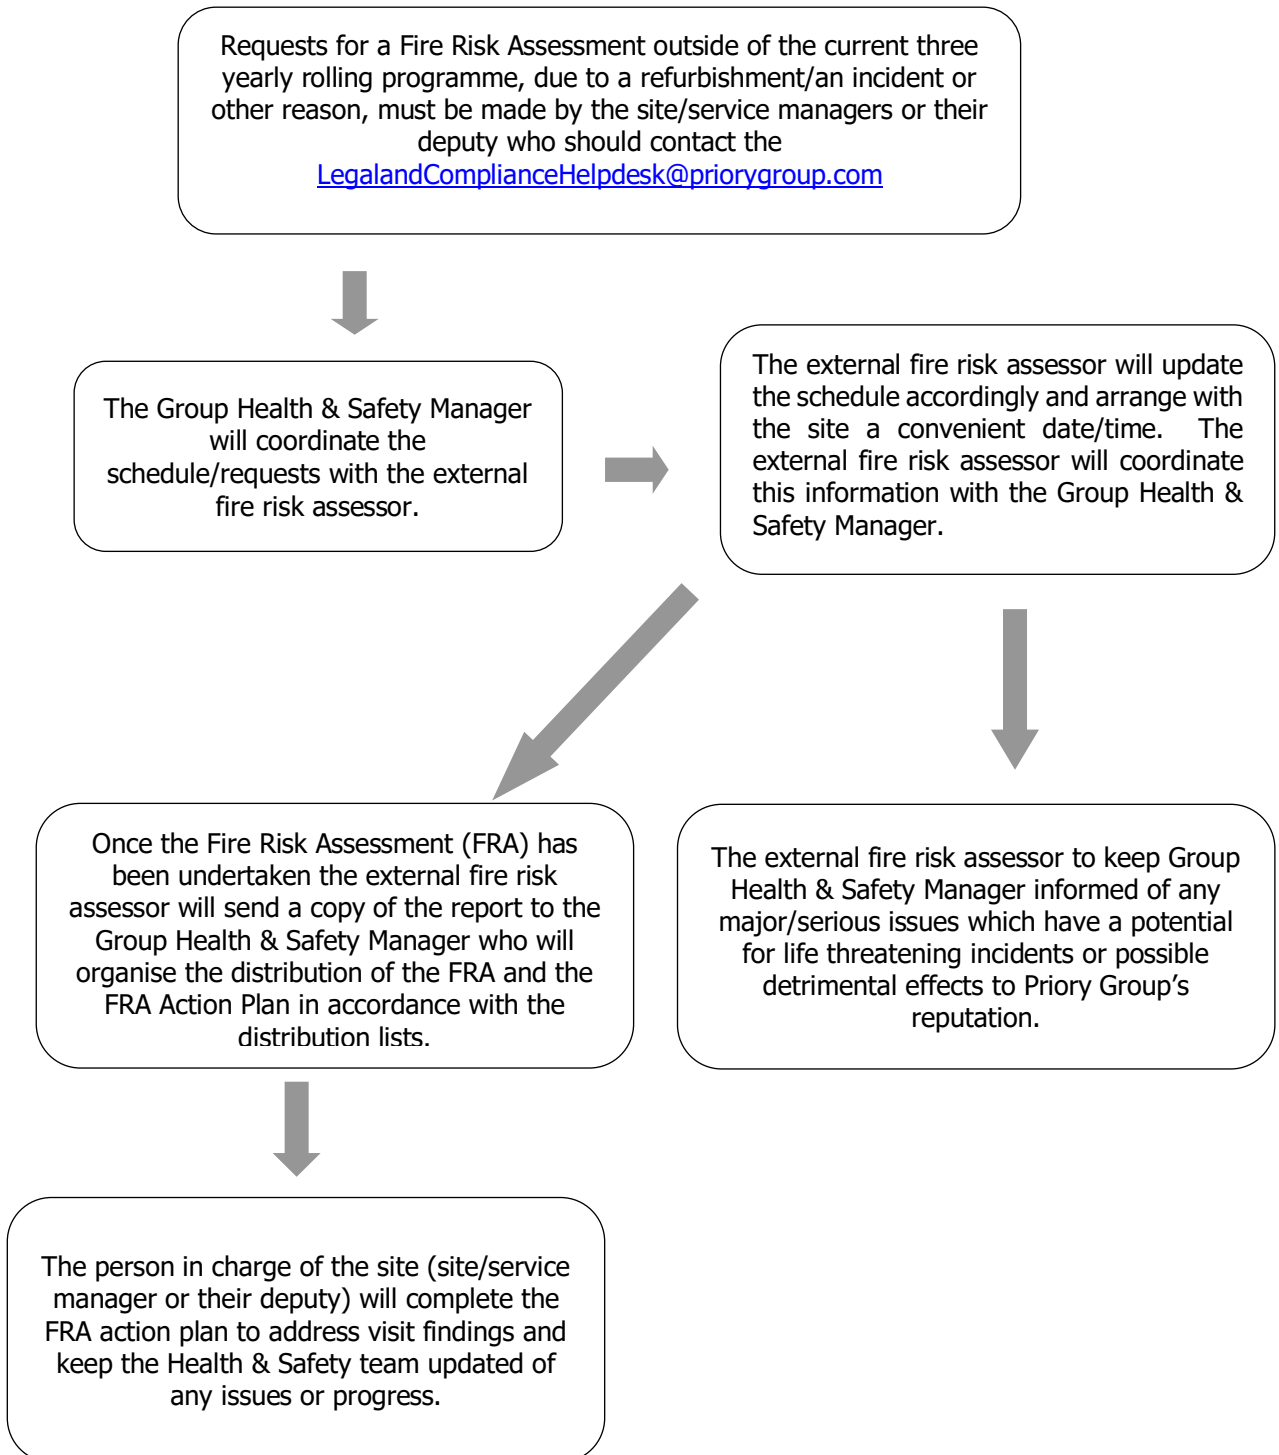 Requests for a Fire Risk Assessment outside of the current three
yearly rolling programme, due to a refurbishment/an incident or
other reason, must be made by the site/service managers or their
deputy who should contact the
LegalandComplianceHelpdesk@priorygroup.com
The Group Health & Safety Manager
will coordinate the
schedule/requests with the external
fire risk assessor.
The external fire risk assessor will update
the schedule accordingly and arrange with
the site a convenient date/time. The
external fire risk assessor will coordinate
this information with the Group Health &
Safety Manager.
Once the Fire Risk Assessment (FRA) has
been undertaken the external fire risk
assessor will send a copy of the report to the
Group Health & Safety Manager who will
organise the distribution of the FRA and the
FRA Action Plan in accordance with the
distribution lists.
The external fire risk assessor to keep Group
Health & Safety Manager informed of any
major/serious issues which have a potential
for life threatening incidents or possible
detrimental effects to Priory Group’s
reputation.
The person in charge of the site (site/service
manager or their deputy) will complete the
FRA action plan to address visit findings and
keep the Health & Safety team updated of
any issues or progress.